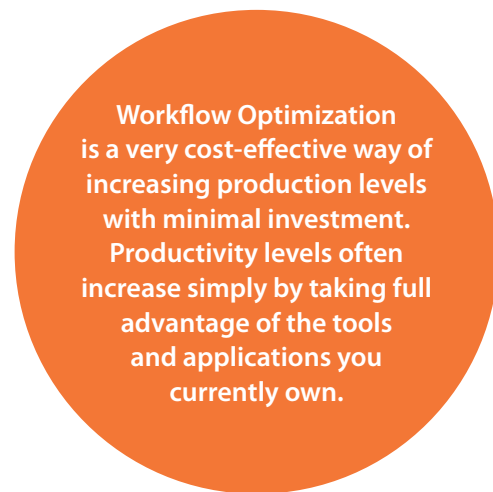 Workflow Optimization
is a very cost-effective way of
increasing production levels
with minimal investment.
Productivity levels often
increase simply by taking full
advantage of the tools
and applications you
currently own.